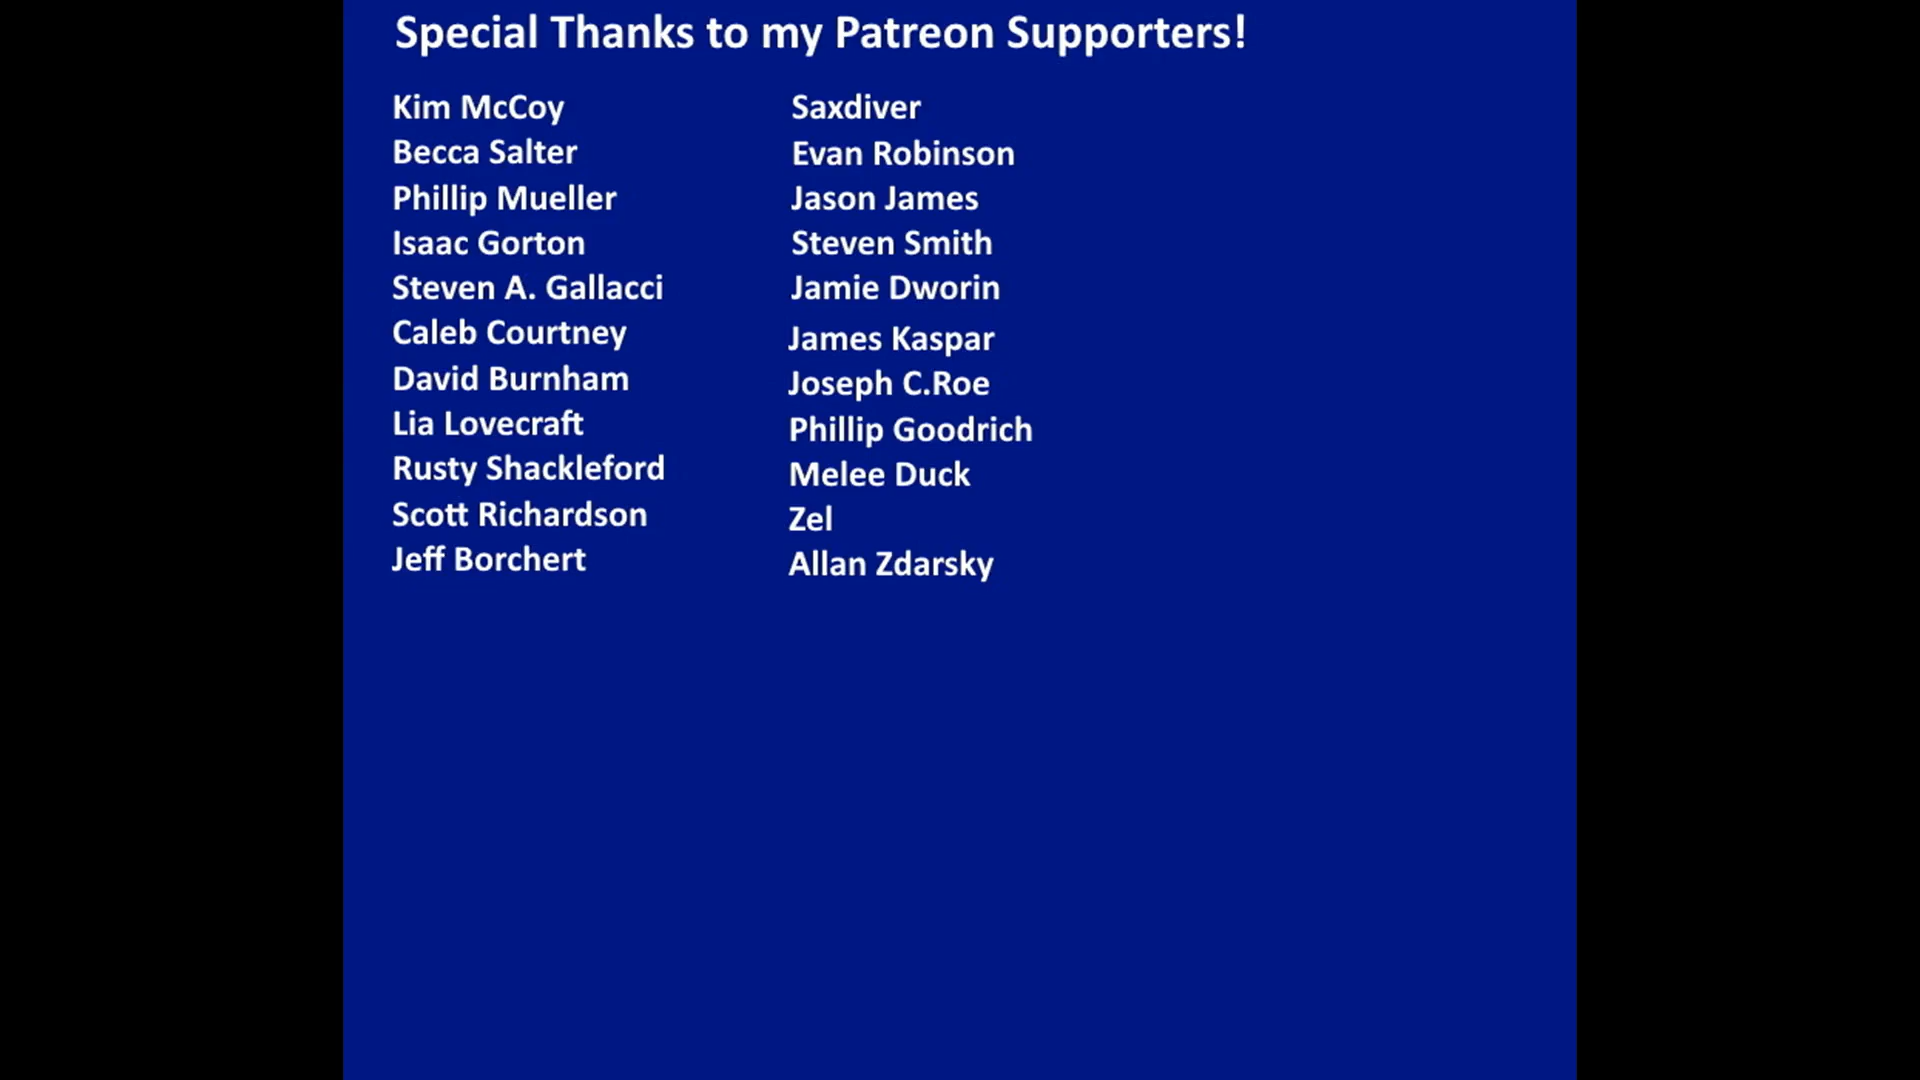 Special Thanks to my Patreon Supporters!
Kim McCoy
Becca Salter
Phillip Mueller
Isaac Gorton
Steven A. Gallacci
Caleb Courtney
David Burnham
Lia Lovecraft
Rusty Shackleford
Scott Richardson
Jeff Borchert
Saxdiver
Evan Robinson
Jason James
Steven Smith
Jamie Dworin
James Kaspar
Joseph C.Roe
Phillip Goodrich
Melee Duck
Zel
Allan Zdarsky